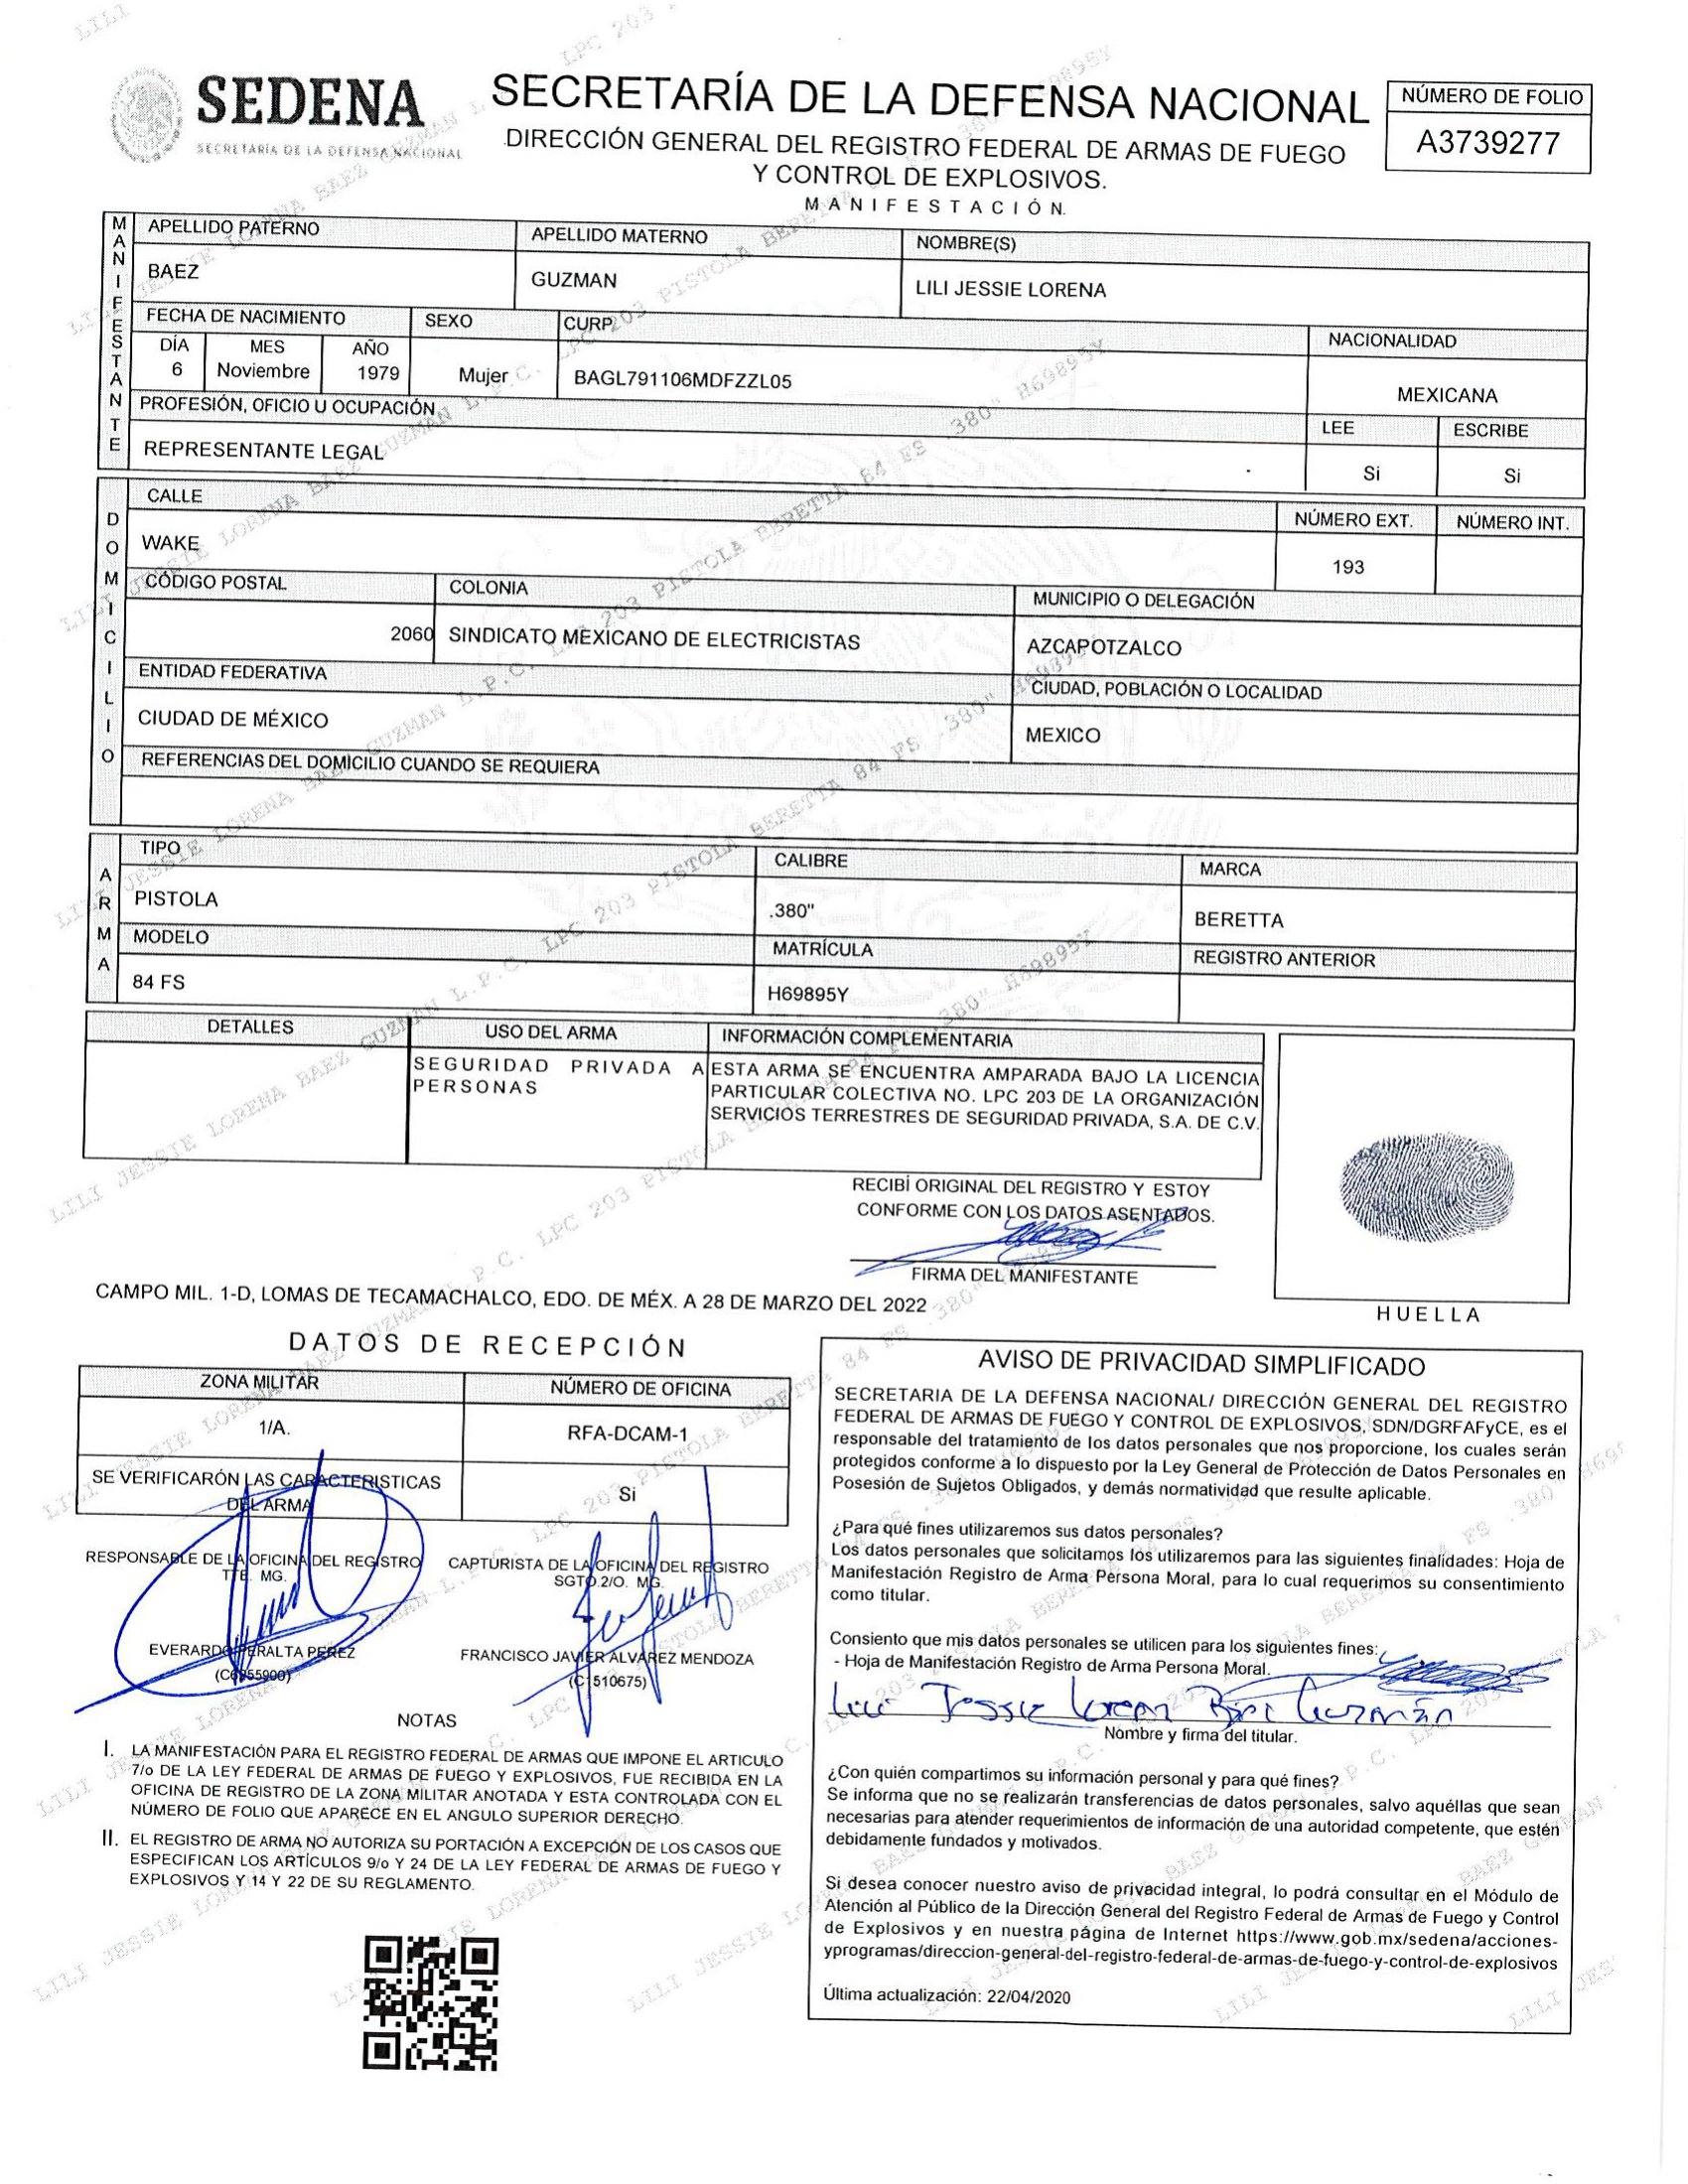 SEDENA
SECRETARÍA DE LA DEFENSA NACIONAL
SECRETARÍA DE LA DEFENSA NACIONAL
DIRECCIÓN GENERAL DEL REGISTRO FEDERAL DE ARMAS DE FUEGO
Y CONTROL DE EXPLOSIVOS.
MANIFESTACIÓN.
NÚMERO DE FOLIO
A3739277
MANIFESTANTE
APELLIDO PATERNO APELLIDO MATERNO NOMBRE(S)
BAEZ GUZMAN LILI JESSIE LORENA
FECHA DE NACIMIENTO SEXO CURP NACIONALIDAD
DÍA MES AÑO
6 Noviembre 1979 Mujer BAGL791106MDFZZL05 MEXICANA
PROFESIÓN, OFICIO U OCUPACIÓN LEE ESCRIBE
REPRESENTANTE LEGAL Si Si
DOMICILIO
CALLE NÚMERO EXT. NÚMERO INT.
WAKE 193
CÓDIGO POSTAL COLONIA MUNICIPIO O DELEGACIÓN
2060 SINDICATO MEXICANO DE ELECTRICISTAS AZCAPOTZALCO
ENTIDAD FEDERATIVA CIUDAD, POBLACIÓN O LOCALIDAD
CIUDAD DE MÉXICO MEXICO
REFERENCIAS DEL DOMICILIO CUANDO SE REQUIERA
ARMA
TIPO CALIBRE MARCA
PISTOLA .380" BERETTA
MODELO MATRÍCULA REGISTRO ANTERIOR
84 FS H69895Y
DETALLES USO DEL ARMA INFORMACIÓN COMPLEMENTARIA
SEGURIDAD PRIVADA A
PERSONAS
ESTA ARMA SE ENCUENTRA AMPARADA BAJO LA LICENCIA
PARTICULAR COLECTIVA NO. LPC 203 DE LA ORGANIZACIÓN
SERVICIOS TERRESTRES DE SEGURIDAD PRIVADA, S.A. DE C.V.
RECIBÍ ORIGINAL DEL REGISTRO Y ESTOY
CONFORME CON LOS DATOS ASENTADOS.
FIRMA DEL MANIFESTANTE
HUELLA
CAMPO MIL. 1-D, LOMAS DE TECAMACHALCO, EDO. DE MÉX. A 28 DE MARZO DEL 2022
DATOS DE RECEPCIÓN
ZONA MILITAR NÚMERO DE OFICINA
1/A. RFA-DCAM-1
SE VERIFICARÓN LAS CARACTERISTICAS
DEL ARMA
Si
RESPONSABLE DE LA OFICINA DEL REGISTRO
TTE. MG.
EVERARDO PERALTA PEREZ
CAPTURISTA DE LA OFICINA DEL REGISTRO
SGTO.2/O. MG.
FRANCISCO JAVIER ALVAREZ MENDOZA
(C1510675)
NOTAS
I. LA MANIFESTACIÓN PARA EL REGISTRO FEDERAL DE ARMAS QUE IMPONE EL ARTICULO
7/o DE LA LEY FEDERAL DE ARMAS DE FUEGO Y EXPLOSIVOS, FUE RECIBIDA EN LA
OFICINA DE REGISTRO DE LA ZONA MILITAR ANOTADA Y ESTA CONTROLADA CON EL
NÚMERO DE FOLIO QUE APARECE EN EL ANGULO SUPERIOR DERECHO.
II. EL REGISTRO DE ARMA NO AUTORIZA SU PORTACIÓN A EXCEPCIÓN DE LOS CASOS QUE
ESPECIFICAN LOS ARTÍCULOS 9/o Y 24 DE LA LEY FEDERAL DE ARMAS DE FUEGO Y
EXPLOSIVOS Y 14 Y 22 DE SU REGLAMENTO.
AVISO DE PRIVACIDAD SIMPLIFICADO
SECRETARIA DE LA DEFENSA NACIONAL/ DIRECCIÓN GENERAL DEL REGISTRO
FEDERAL DE ARMAS DE FUEGO Y CONTROL DE EXPLOSIVOS, SDN/DGRFAFyCE, es el
responsable del tratamiento de los datos personales que nos proporcione, los cuales serán
protegidos conforme a lo dispuesto por la Ley General de Protección de Datos Personales en
Posesión de Sujetos Obligados, y demás normatividad que resulte aplicable.
¿Para qué fines utilizaremos sus datos personales?
Los datos personales que solicitamos los utilizaremos para las siguientes finalidades: Hoja de
Manifestación Registro de Arma Persona Moral, para lo cual requerimos su consentimiento
como titular.
Consiento que mis datos personales se utilicen para los siguientes fines:
- Hoja de Manifestación Registro de Arma Persona Moral.
Lili Jessie Lorena Baez Guzmán
Nombre y firma del titular.
¿Con quién compartimos su información personal y para qué fines?
Se informa que no se realizarán transferencias de datos personales, salvo aquéllas que sean
necesarias para atender requerimientos de información de una autoridad competente, que estén
debidamente fundados y motivados.
Si desea conocer nuestro aviso de privacidad integral, lo podrá consultar en el Módulo de
Atención al Público de la Dirección General del Registro Federal de Armas de Fuego y Control
de Explosivos y en nuestra página de Internet https://www.gob.mx/sedena/acciones-
yprogramas/direccion-general-del-registro-federal-de-armas-de-fuego-y-control-de-explosivos
Última actualización: 22/04/2020
LILI JESSIE LORENA BAEZ GUZMAN L.P.C. LPC 203 PISTOLA BERETTA 84 FS .380" H69895Y